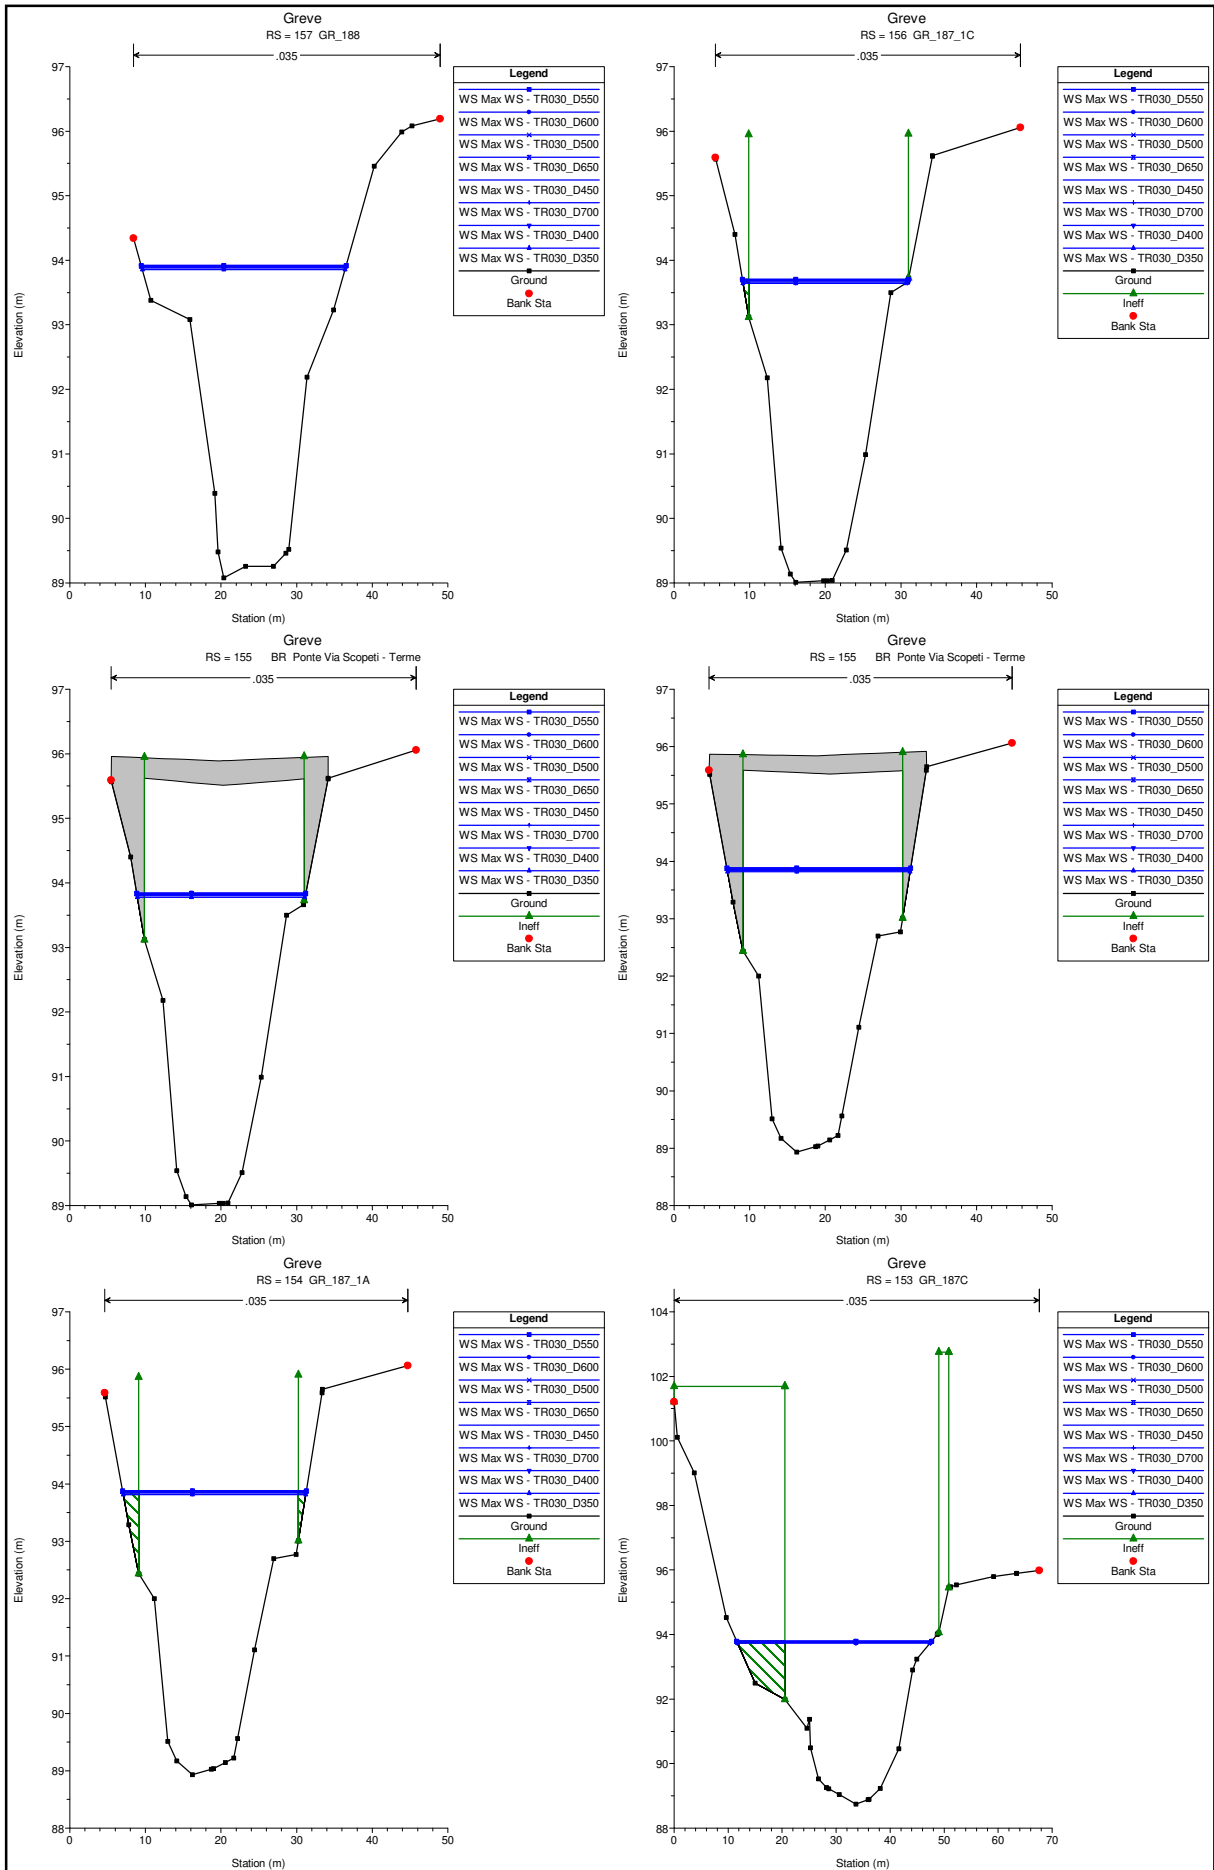 Greve
RS = 157 GR_188
.035
Legend
WS Max WS - TR030_D550
WS Max WS - TR030_D600
WS Max WS - TR030_D500
WS Max WS - TR030_D650
WS Max WS - TR030_D450
WS Max WS - TR030_D700
WS Max WS - TR030_D400
WS Max WS - TR030_D350
Ground
Bank Sta
97
96
95
94
93
92
91
90
89
Elevation (m)
0 10 20 30 40 50
Station (m)
Greve
RS = 156 GR_187_1C
.035
Legend
WS Max WS - TR030_D550
WS Max WS - TR030_D600
WS Max WS - TR030_D500
WS Max WS - TR030_D650
WS Max WS - TR030_D450
WS Max WS - TR030_D700
WS Max WS - TR030_D400
WS Max WS - TR030_D350
Ground
Ineff
Bank Sta
97
96
95
94
93
92
91
90
89
Elevation (m)
0 10 20 30 40 50
Station (m)
Greve
RS = 155 BR Ponte Via Scopeti - Terme
.035
Legend
WS Max WS - TR030_D550
WS Max WS - TR030_D600
WS Max WS - TR030_D500
WS Max WS - TR030_D650
WS Max WS - TR030_D450
WS Max WS - TR030_D700
WS Max WS - TR030_D400
WS Max WS - TR030_D350
Ground
Ineff
Bank Sta
97
96
95
94
93
92
91
90
89
Elevation (m)
0 10 20 30 40 50
Station (m)
Greve
RS = 155 BR Ponte Via Scopeti - Terme
.035
Legend
WS Max WS - TR030_D550
WS Max WS - TR030_D600
WS Max WS - TR030_D500
WS Max WS - TR030_D650
WS Max WS - TR030_D450
WS Max WS - TR030_D700
WS Max WS - TR030_D400
WS Max WS - TR030_D350
Ground
Ineff
Bank Sta
97
96
95
94
93
92
91
90
89
88
Elevation (m)
0 10 20 30 40 50
Station (m)
Greve
RS = 154 GR_187_1A
.035
Legend
WS Max WS - TR030_D550
WS Max WS - TR030_D600
WS Max WS - TR030_D500
WS Max WS - TR030_D650
WS Max WS - TR030_D450
WS Max WS - TR030_D700
WS Max WS - TR030_D400
WS Max WS - TR030_D350
Ground
Ineff
Bank Sta
97
96
95
94
93
92
91
90
89
88
Elevation (m)
0 10 20 30 40 50
Station (m)
Greve
RS = 153 GR_187C
.035
Legend
WS Max WS - TR030_D550
WS Max WS - TR030_D600
WS Max WS - TR030_D500
WS Max WS - TR030_D650
WS Max WS - TR030_D450
WS Max WS - TR030_D700
WS Max WS - TR030_D400
WS Max WS - TR030_D350
Ground
Ineff
Bank Sta
104
102
100
98
96
94
92
90
88
Elevation (m)
0 10 20 30 40 50 60 70
Station (m)